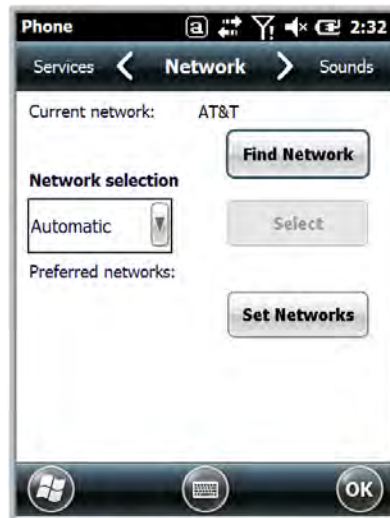 Phone a 2:32
Services Network Sounds
Current network: AT&T
Find Network
Network selection
Automatic
Select
Preferred networks:
Set Networks
OK